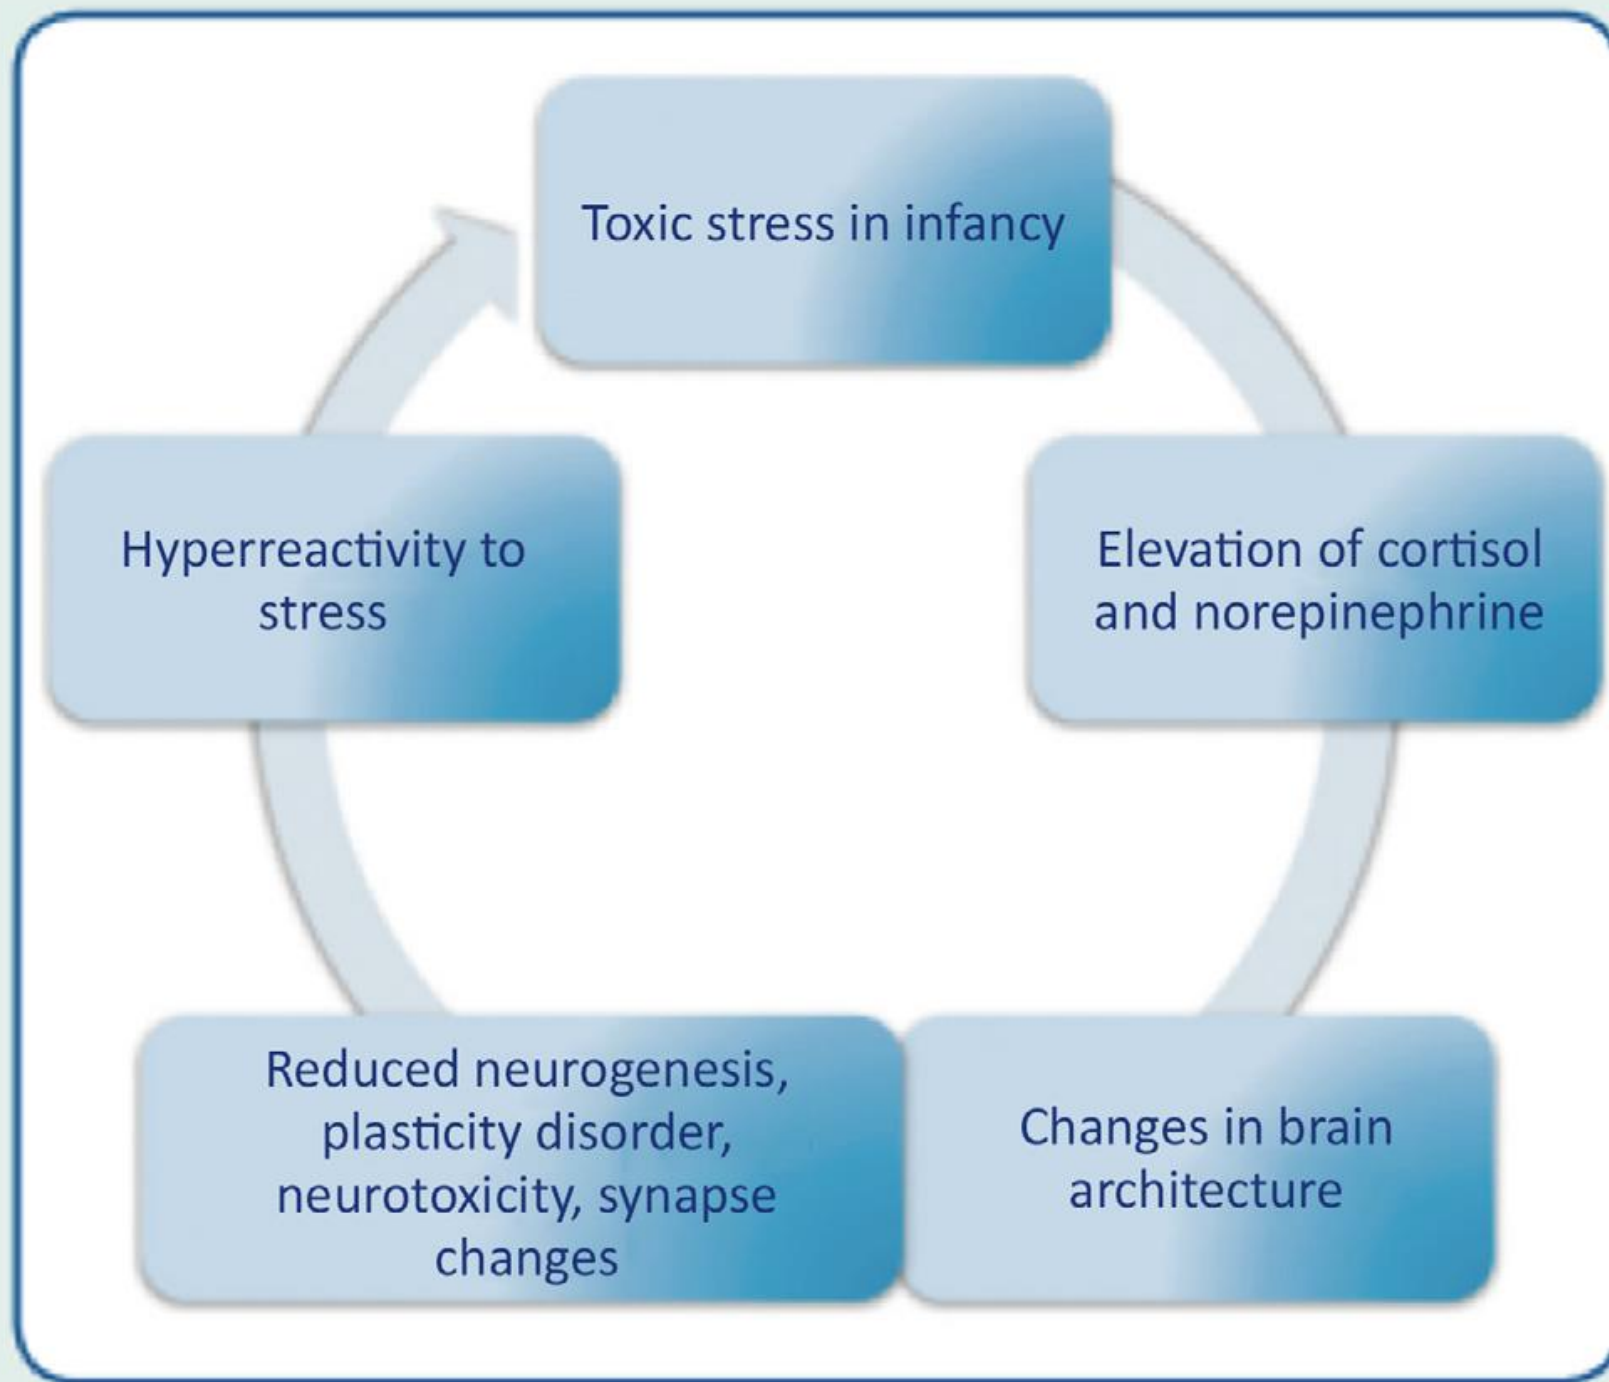 Toxic stress in infancy
Elevation of cortisol
and norepinephrine
Changes in brain
architecture
Reduced neurogenesis,
plasticity disorder,
neurotoxicity, synapse
changes
Hyperreactivity to
stress